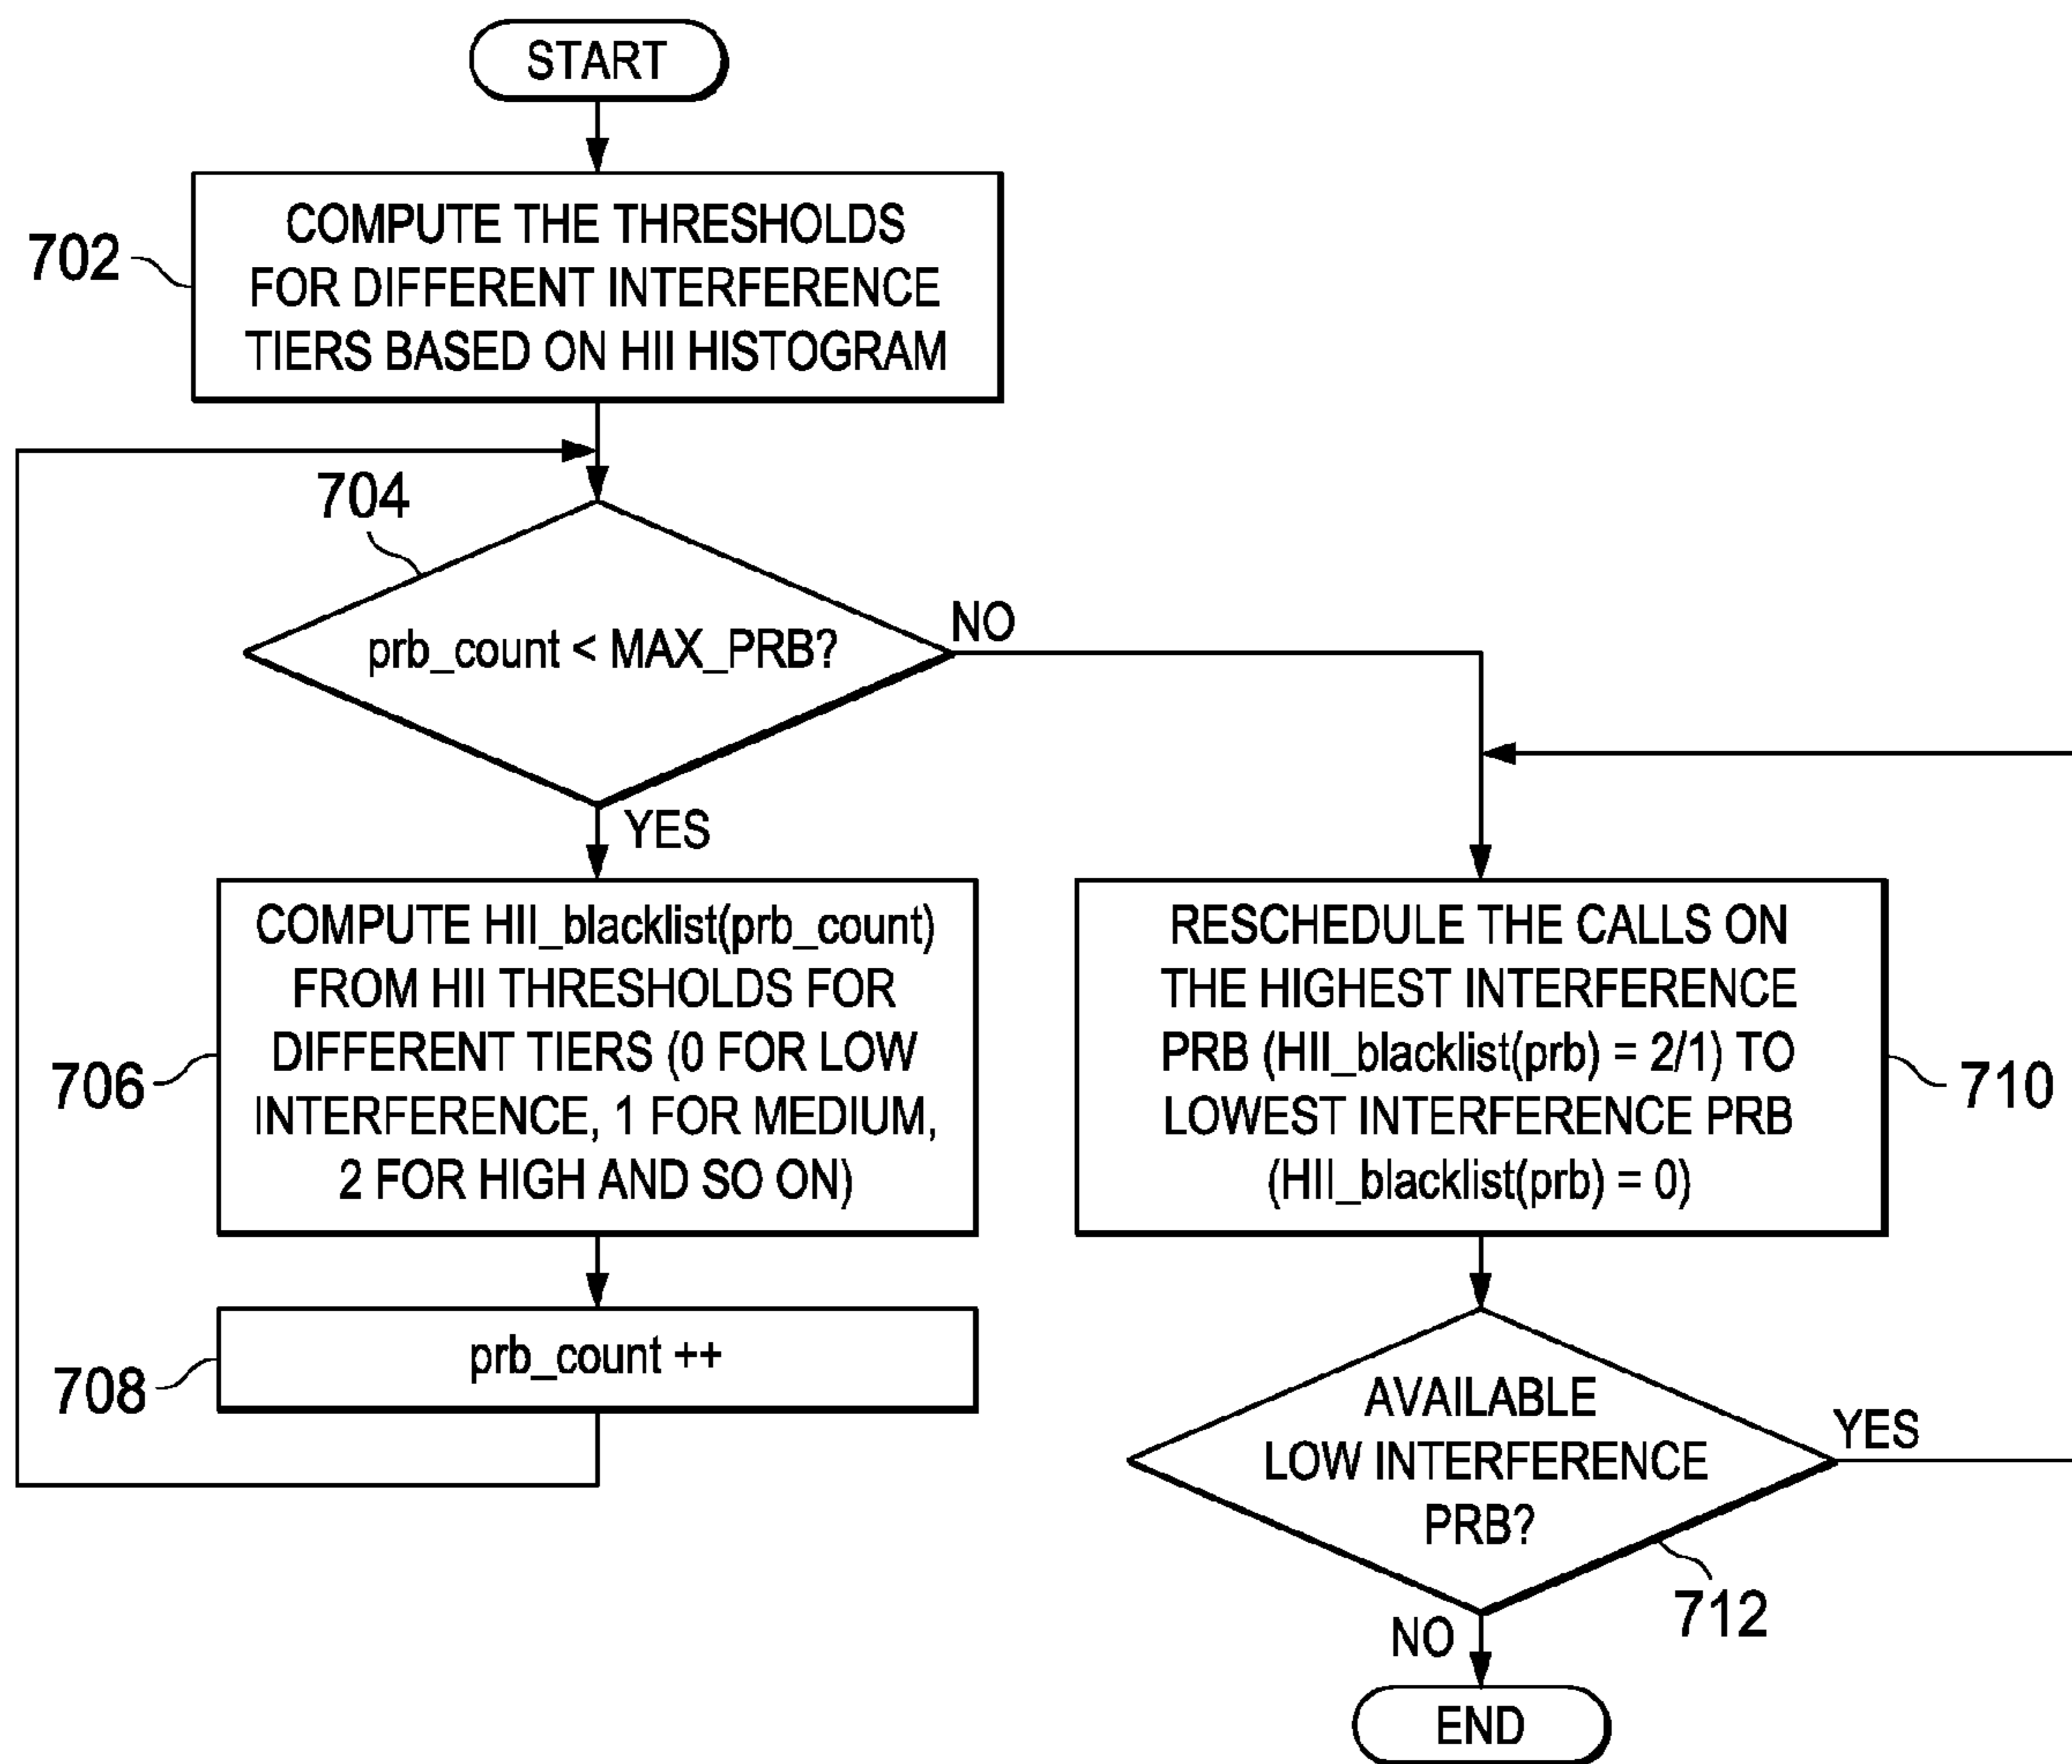 START
702
COMPUTE THE THRESHOLDS
FOR DIFFERENT INTERFERENCE
TIERS BASED ON HII HISTOGRAM
704
prb_count < MAX_PRB?
NO
YES
706
COMPUTE HII_blacklist(prb_count)
FROM HII THRESHOLDS FOR
DIFFERENT TIERS (0 FOR LOW
INTERFERENCE, 1 FOR MEDIUM,
2 FOR HIGH AND SO ON)
708
prb_count ++
RESCHEDULE THE CALLS ON
THE HIGHEST INTERFERENCE
PRB (HII_blacklist(prb) = 2/1) TO
LOWEST INTERFERENCE PRB
(HII_blacklist(prb) = 0)
710
AVAILABLE
LOW INTERFERENCE
PRB?
YES
712
NO
END